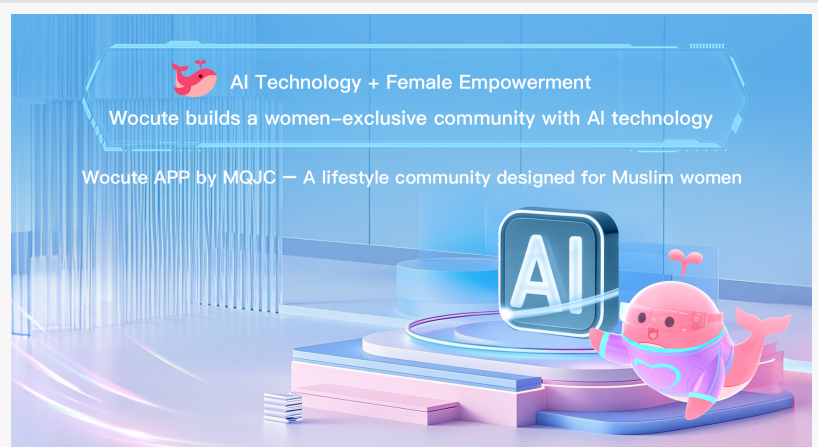 AI Technology + Female Empowerment
Wocute builds a women-exclusive community with AI technology
Wocute APP by MQJC — A lifestyle community designed for Muslim women
AI